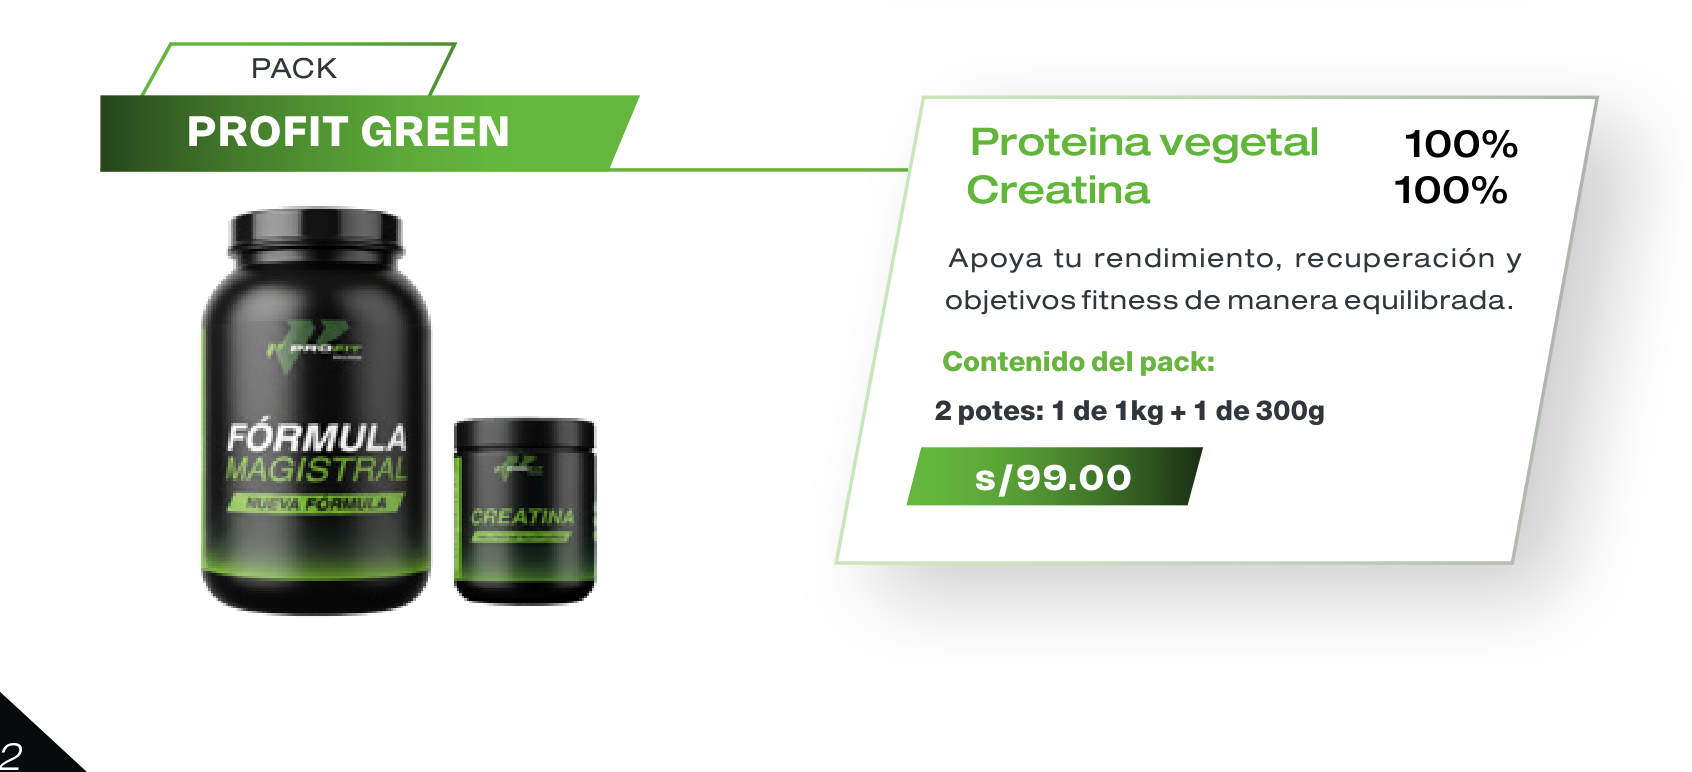 PACK
PROFIT GREEN
Proteina vegetal 100%
Creatina 100%
Apoya tu rendimiento, recuperación y
objetivos fitness de manera equilibrada.
Contenido del pack:
2 potes: 1 de 1kg + 1 de 300g
s/99.00
PROFIT
FÓRMULA
MAGISTRAL
NUEVA FÓRMULA
CREATINA
2